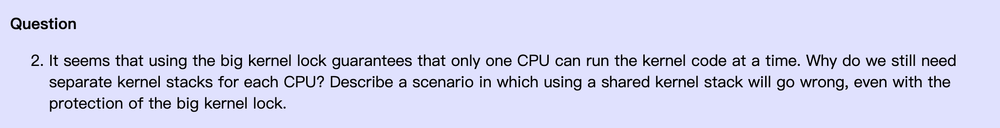 Question
2. It seems that using the big kernel lock guarantees that only one CPU can run the kernel code at a time. Why do we still need
separate kernel stacks for each CPU? Describe a scenario in which using a shared kernel stack will go wrong, even with the
protection of the big kernel lock.